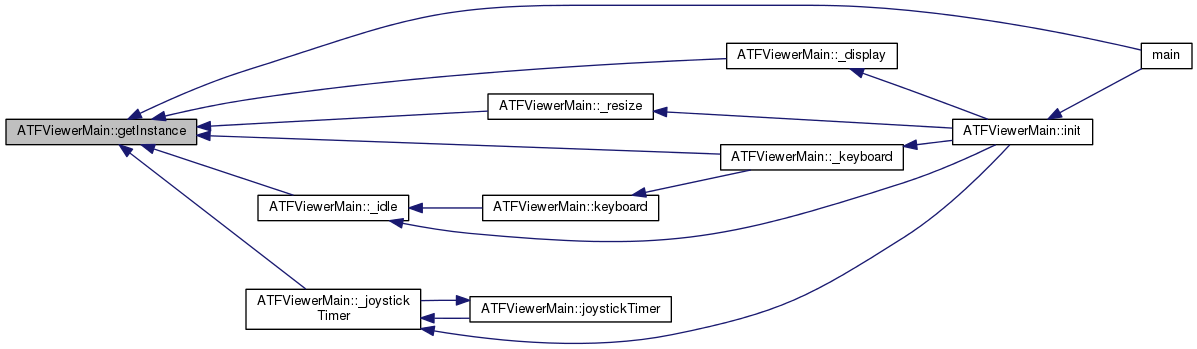 main
ATFViewerMain::_display
ATFViewerMain::_resize
ATFViewerMain::getInstance
ATFViewerMain::init
ATFViewerMain::_keyboard
ATFViewerMain::_idle
ATFViewerMain::keyboard
ATFViewerMain::_joystick
Timer
ATFViewerMain::joystickTimer